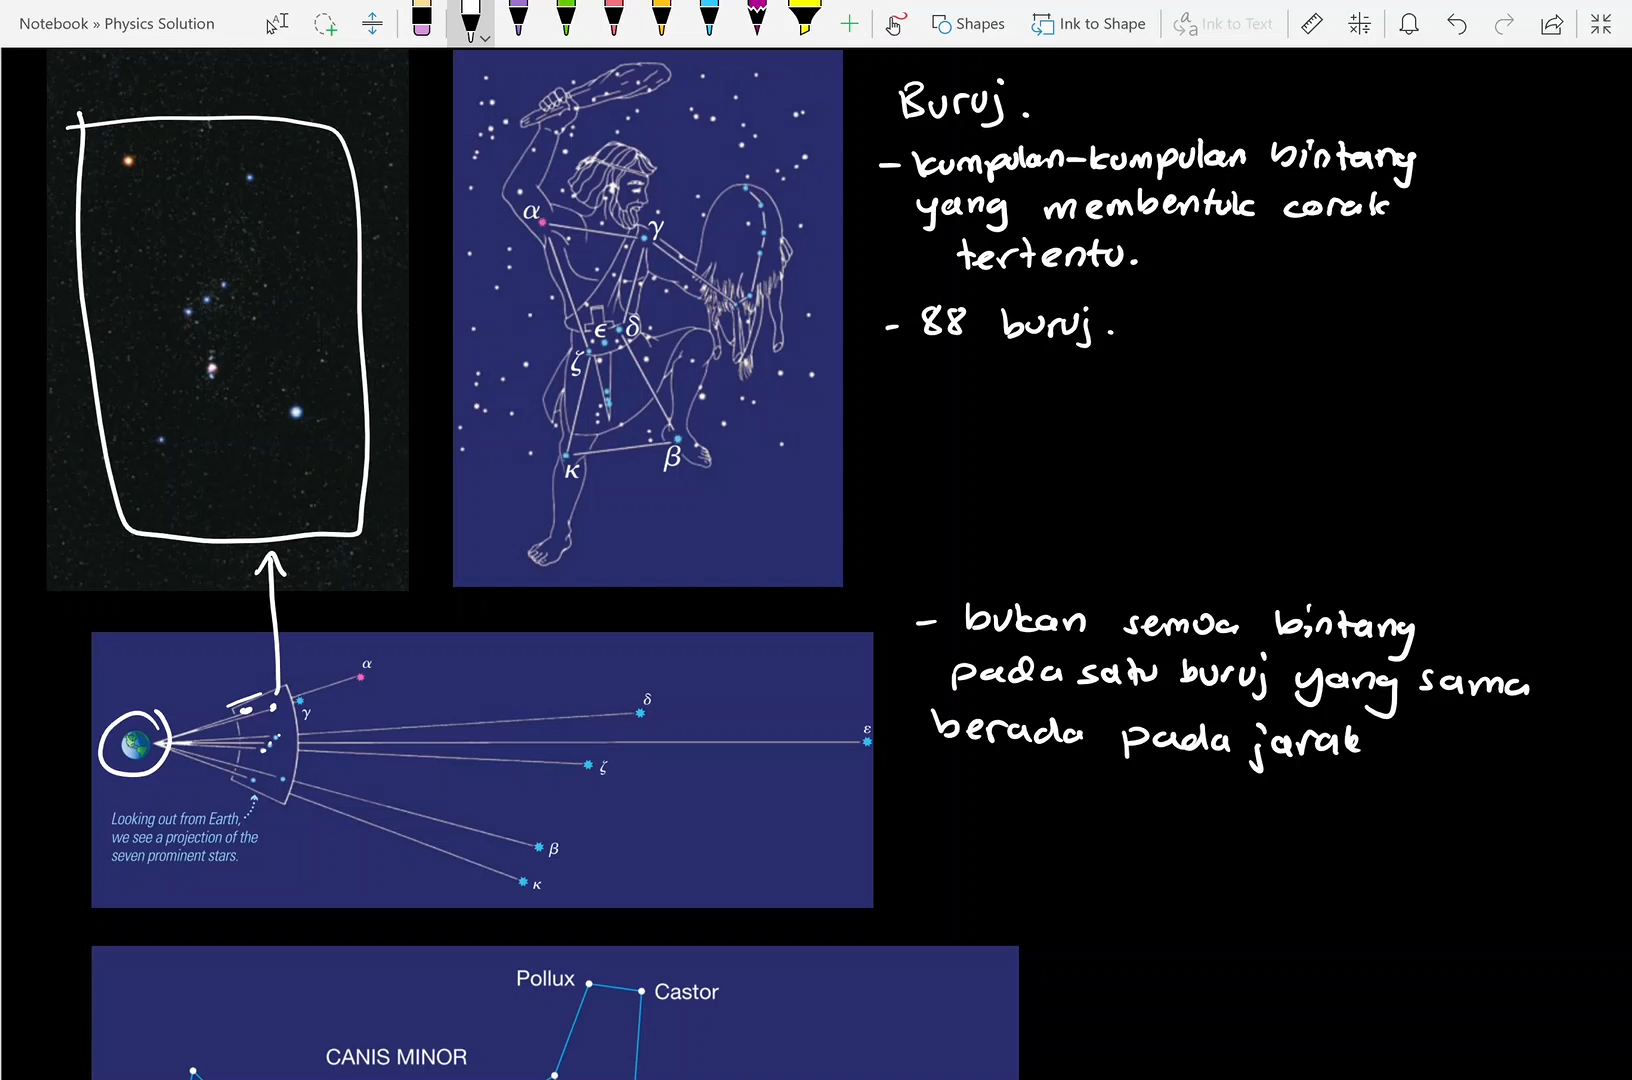 Notebook » Physics Solution
Shapes
Ink to Shape
Ink to Text
α
γ
ϵ
δ
ζ
κ
β
Buruj.
- kumpulan-kumpulan bintang
yang membentuk corak
tertentu.
- 88 buruj.
α
γ
δ
ε
ζ
β
κ
Looking out from Earth,
we see a projection of the
seven prominent stars.
- bukan semua bintang
pada satu buruj yang sama
berada pada jarak
Pollux
Castor
CANIS MINOR